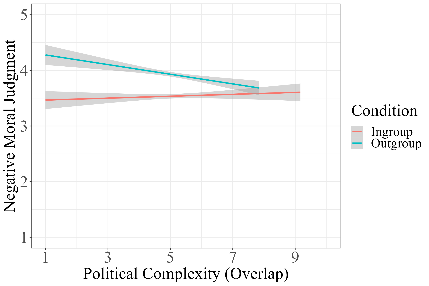 Negative Moral Judgment
5
4
3
2
1
1 3 5 7 9
Political Complexity (Overlap)
Condition
Ingroup
Outgroup